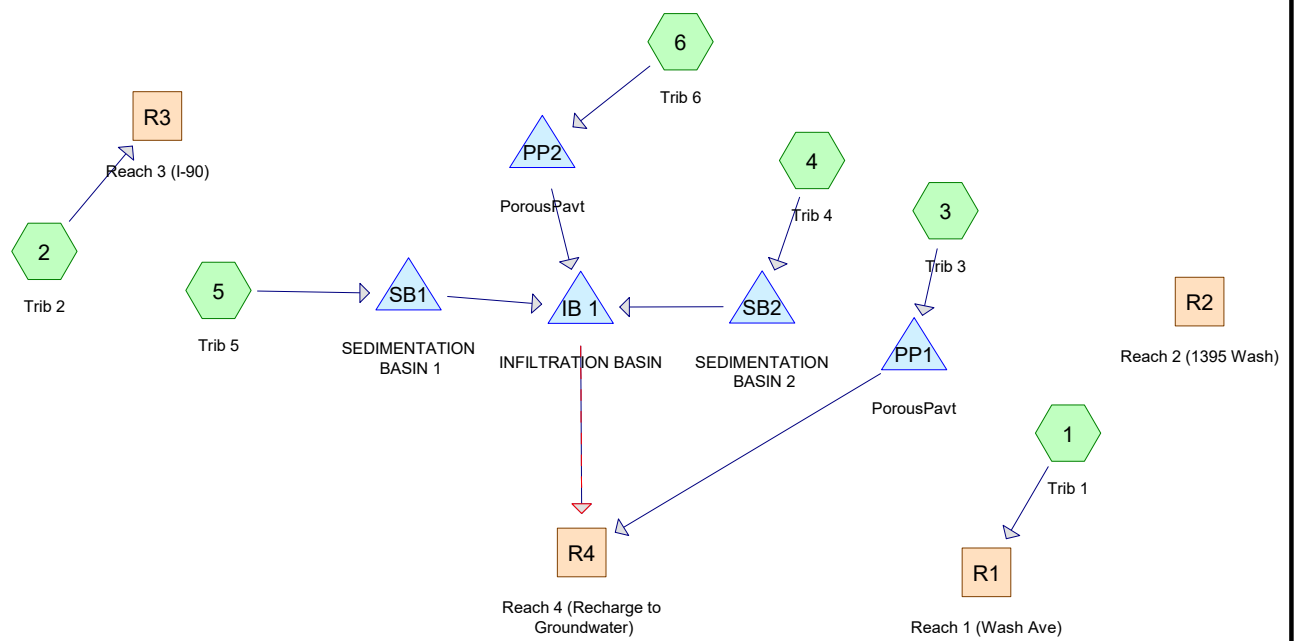 6
Trib 6
R3
Reach 3 (I-90)
PP2
PorousPavt
4
Trib 4
3
Trib 3
2
Trib 2
5
Trib 5
SB1
SEDIMENTATION
BASIN 1
IB 1
INFILTRATION BASIN
SB2
SEDIMENTATION
BASIN 2
PP1
PorousPavt
R2
Reach 2 (1395 Wash)
1
Trib 1
R4
Reach 4 (Recharge to
Groundwater)
R1
Reach 1 (Wash Ave)